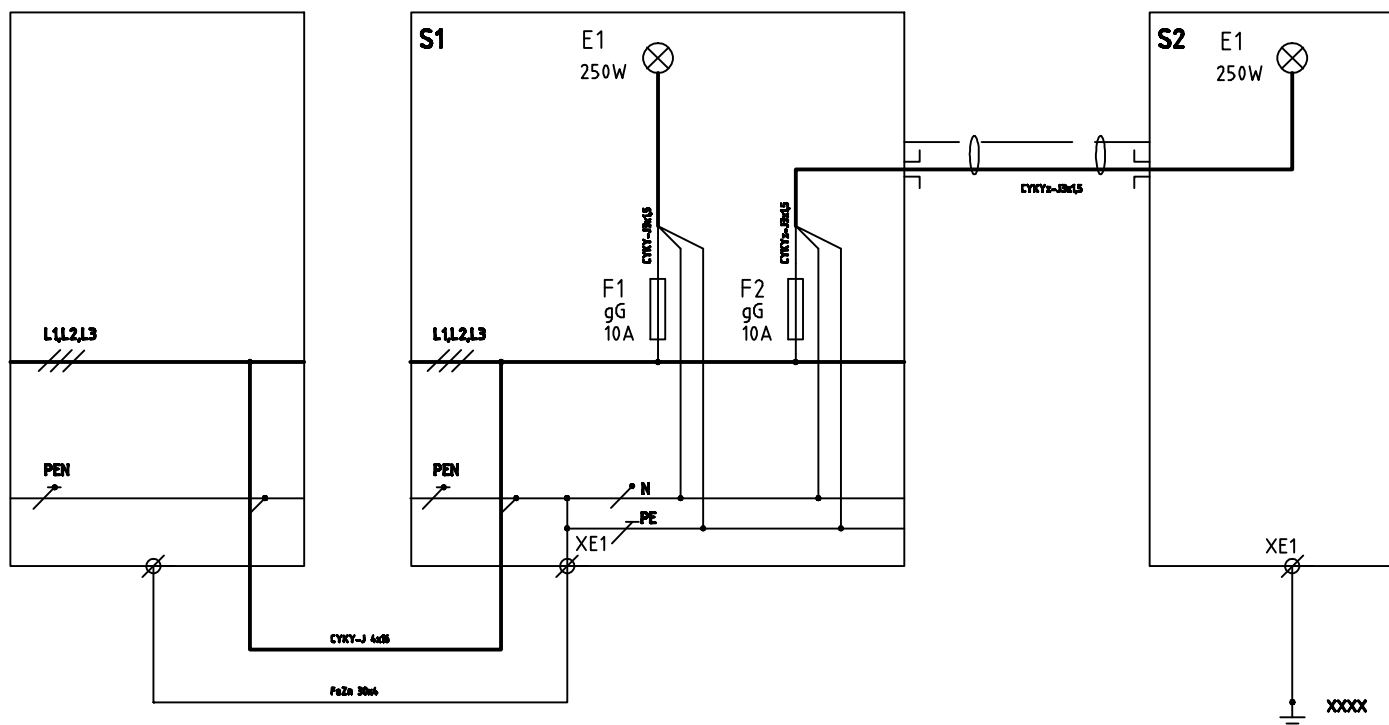 S1
E1
250W
S2
E1
250W
CYKYz-J3x1,5
CYKY-J3x1,5
CYKYz-J3x1,5
F1
gG
10A
F2
gG
10A
L1,L2,L3
L1,L2,L3
PEN
PEN
N
PE
XE1
XE1
CYKY-J 4x16
FeZn 30x4
XXXX